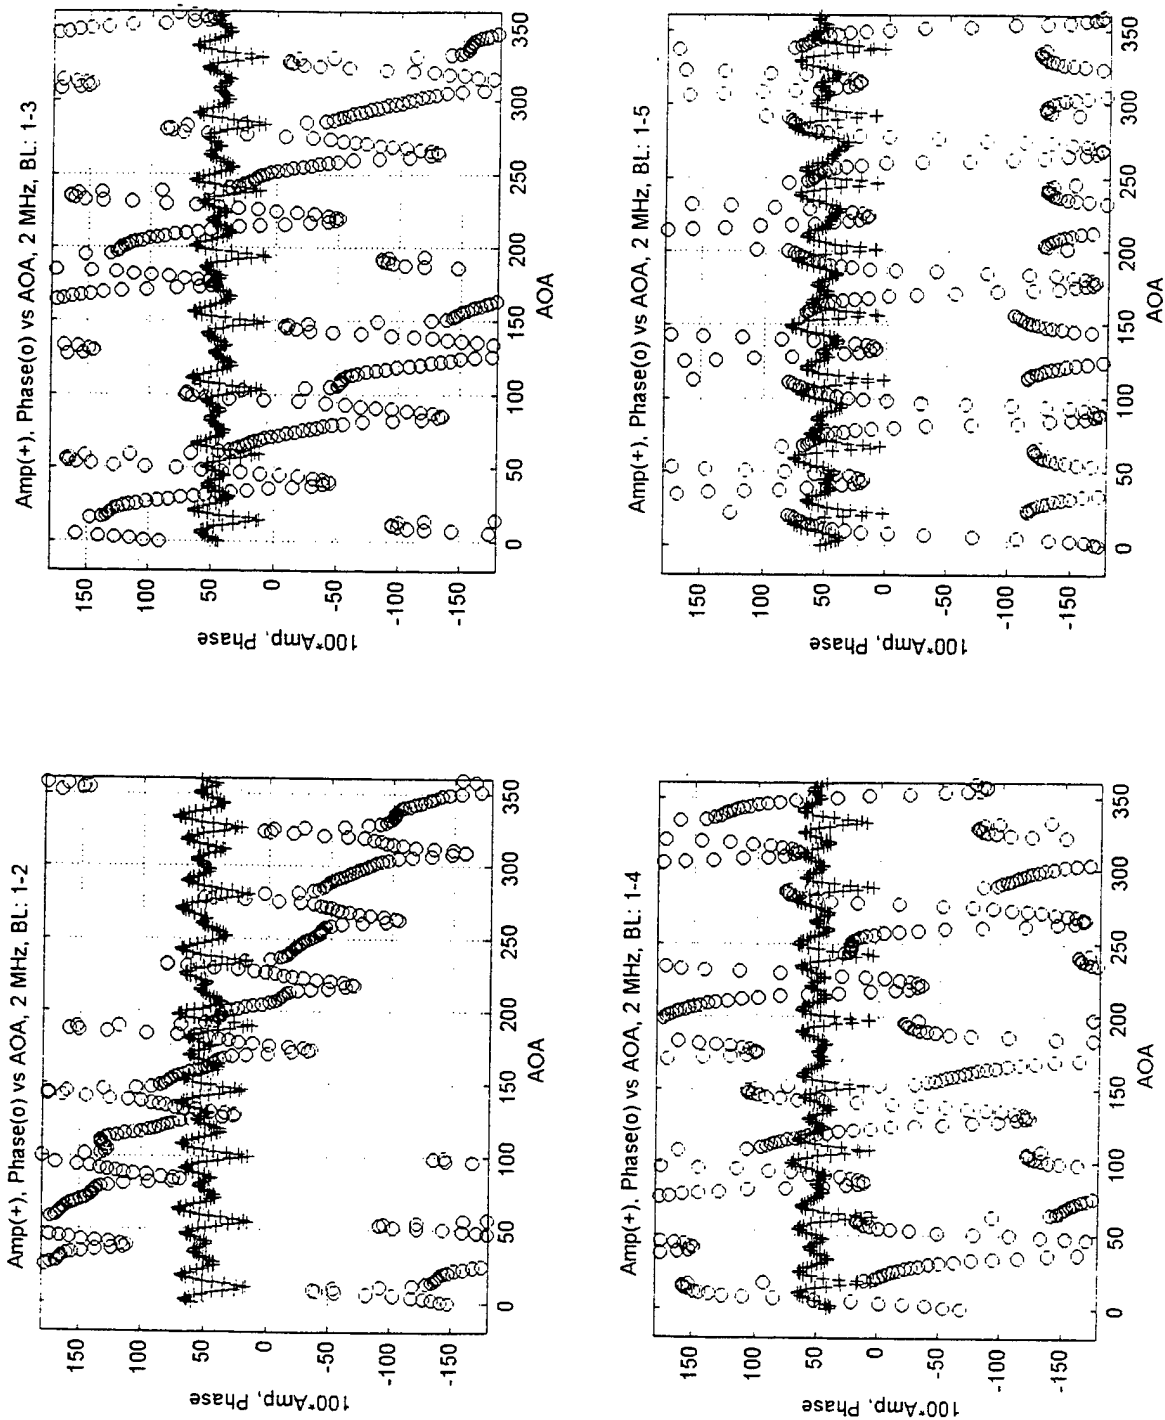 Amp(+), Phase(o) vs AOA, 2 MHz, BL: 1-2
100*Amp, Phase
150
100
50
0
-50
-100
-150
0 50 100 150 200 250 300 350
AOA
Amp(+), Phase(o) vs AOA, 2 MHz, BL: 1-3
100*Amp, Phase
150
100
50
0
-50
-100
-150
0 50 100 150 200 250 300 350
AOA
Amp(+), Phase(o) vs AOA, 2 MHz, BL: 1-4
100*Amp, Phase
150
100
50
0
-50
-100
-150
0 50 100 150 200 250 300 350
AOA
Amp(+), Phase(o) vs AOA, 2 MHz, BL: 1-5
100*Amp, Phase
150
100
50
0
-50
-100
-150
0 50 100 150 200 250 300 350
AOA